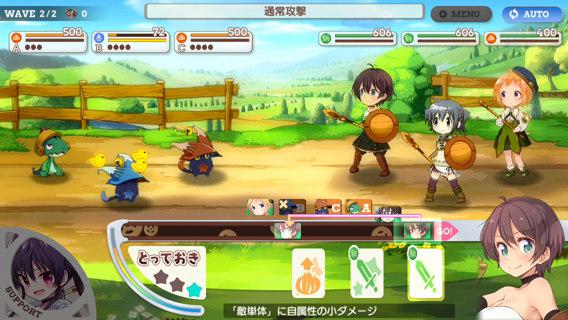 WAVE 2/2 0
通常攻撃
MENU
AUTO
500
A
72
B
500
C
606
606
400
B
C
A
GO!
とっておき
SUPPORT
「敵単体」に自属性の小ダメージ